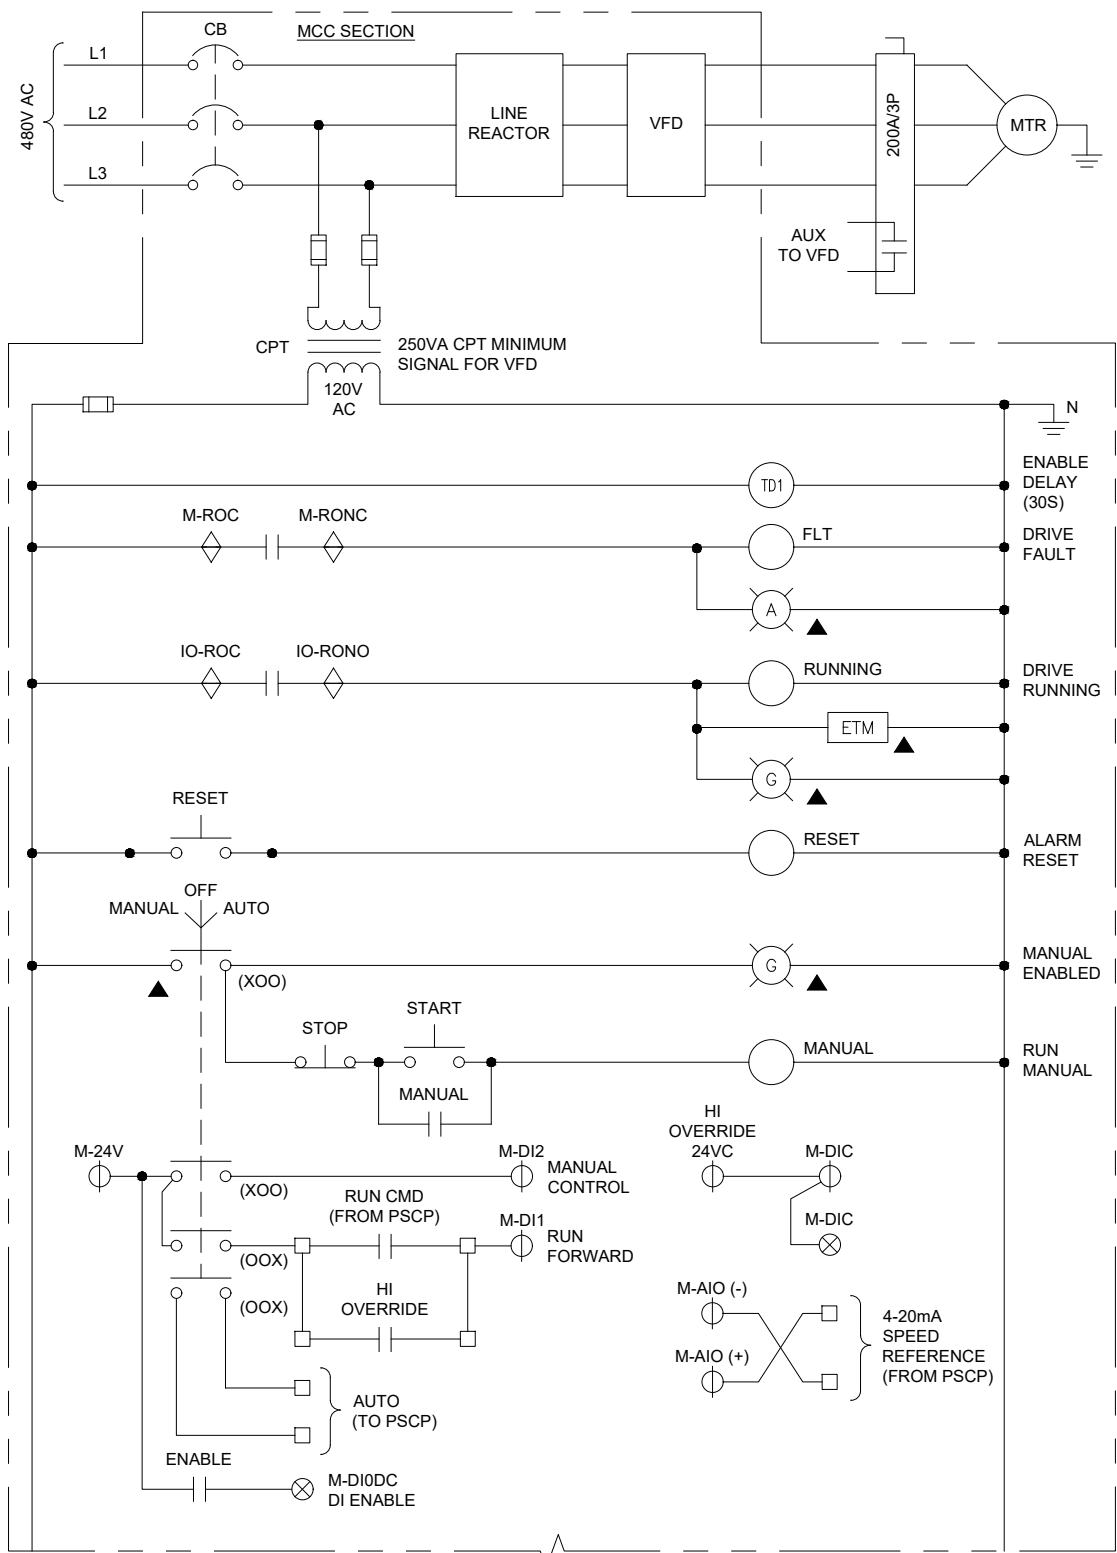 MCC SECTION
CB
L1
L2
L3
480V AC
LINE
REACTOR
VFD
200A/3P
MTR
AUX
TO VFD
CPT
250VA CPT MINIMUM
SIGNAL FOR VFD
120V
AC
N
TD1
ENABLE
DELAY
(30S)
M-ROC
M-RONC
FLT
DRIVE
FAULT
A
IO-ROC
IO-RONO
RUNNING
DRIVE
RUNNING
ETM
G
RESET
RESET
ALARM
RESET
OFF
MANUAL
AUTO
(XOO)
G
MANUAL
ENABLED
STOP
START
MANUAL
MANUAL
RUN
MANUAL
M-24V
(XOO)
M-DI2
MANUAL
CONTROL
HI
OVERRIDE
24VC
M-DIC
M-DIC
RUN CMD
(FROM PSCP)
M-DI1
RUN
FORWARD
(OOX)
HI
OVERRIDE
(OOX)
M-AIO (-)
M-AIO (+)
4-20mA
SPEED
REFERENCE
(FROM PSCP)
AUTO
(TO PSCP)
ENABLE
M-DI0DC
DI ENABLE